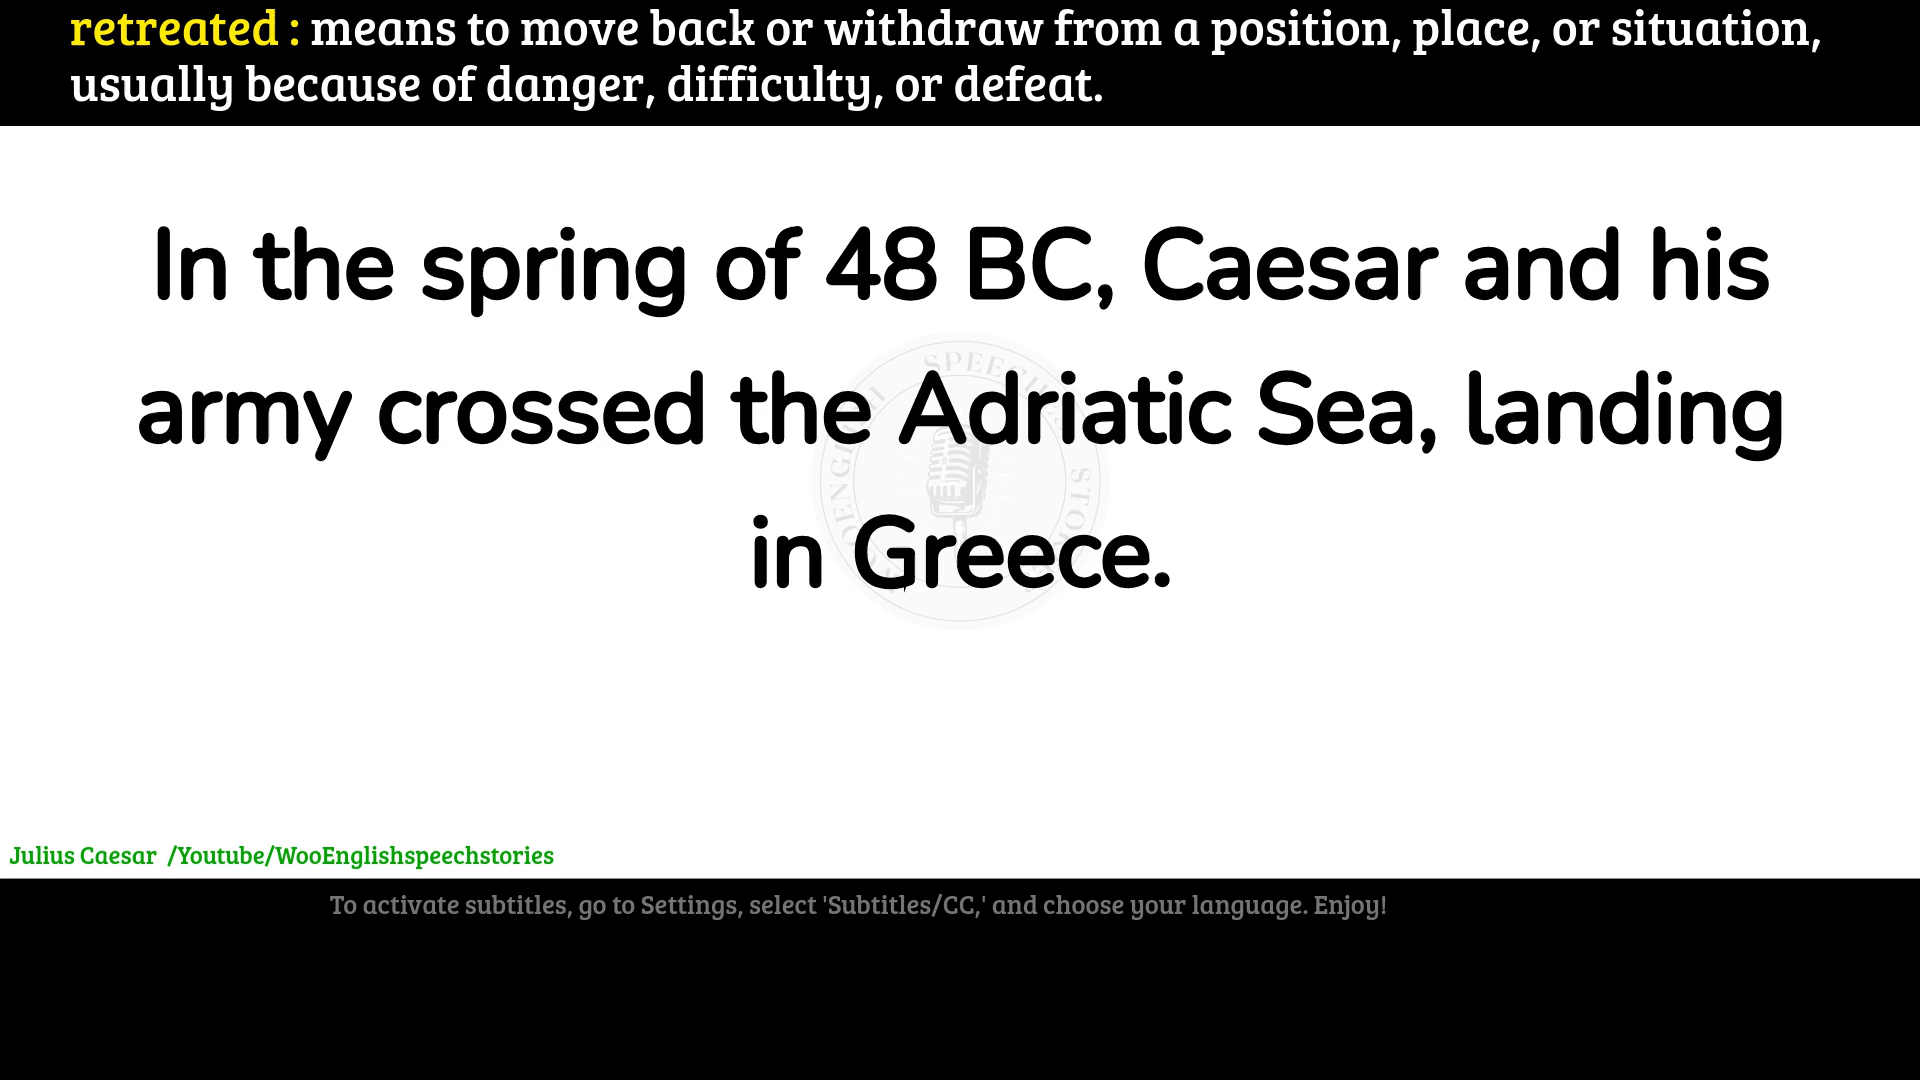 retreated : means to move back or withdraw from a position, place, or situation,
usually because of danger, difficulty, or defeat.
In the spring of 48 BC, Caesar and his
army crossed the Adriatic Sea, landing
in Greece.
Julius Caesar /Youtube/WooEnglishspeechstories
To activate subtitles, go to Settings, select 'Subtitles/CC,' and choose your language. Enjoy!